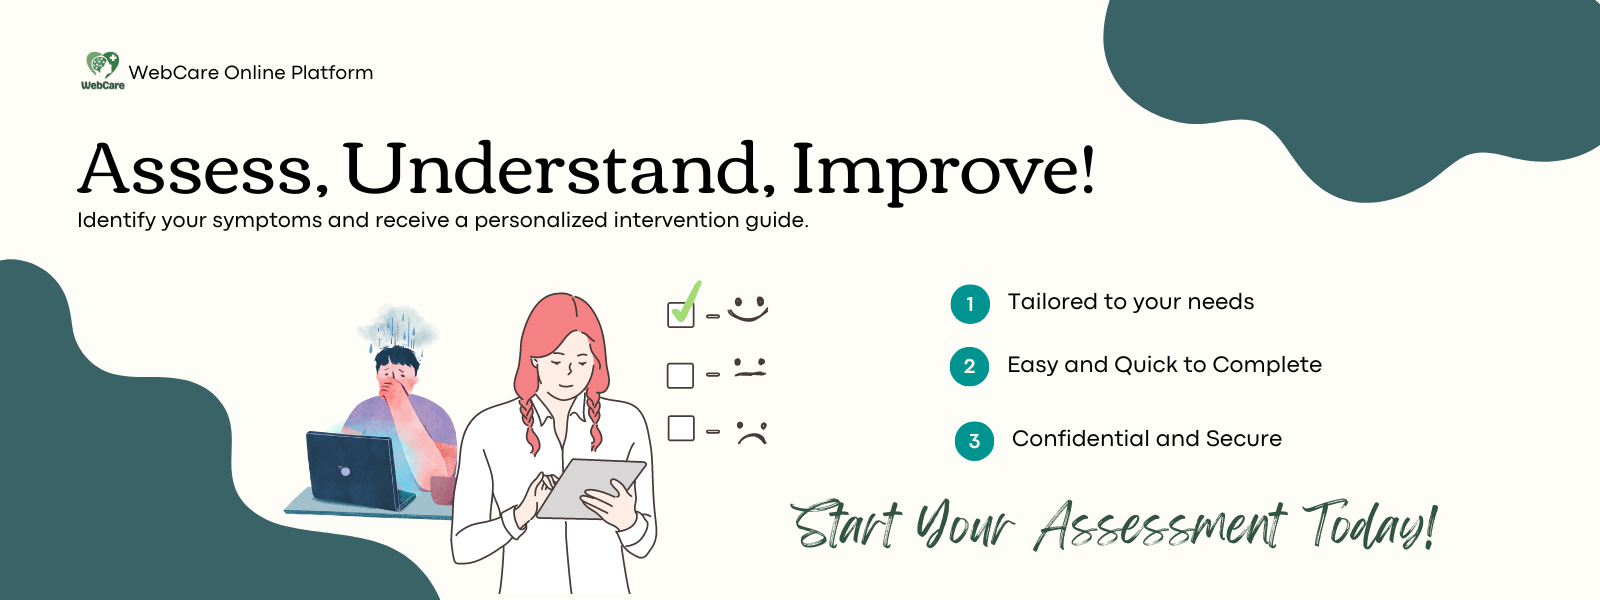 WebCare
WebCare Online Platform
Assess, Understand, Improve!
Identify your symptoms and receive a personalized intervention guide.
1 Tailored to your needs
2 Easy and Quick to Complete
3 Confidential and Secure
Start Your Assessment Today!